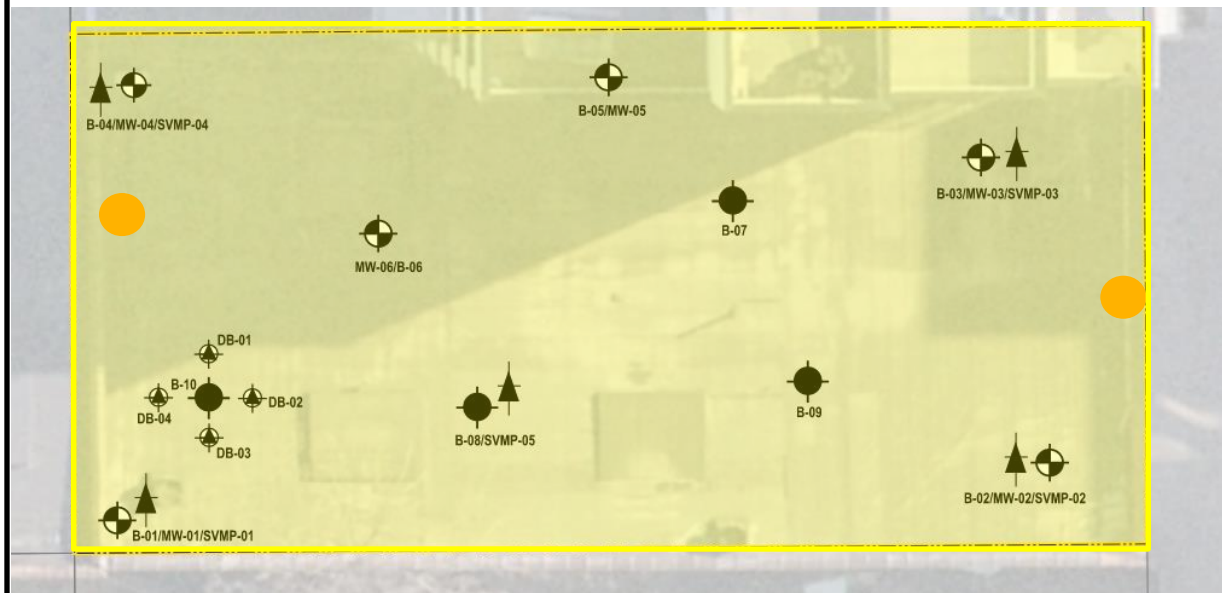 B-04/MW-04/SVMP-04
B-05/MW-05
B-03/MW-03/SVMP-03
B-07
MW-06/B-06
DB-01
B-10
DB-04
DB-02
B-08/SVMP-05
B-09
DB-03
B-02/MW-02/SVMP-02
B-01/MW-01/SVMP-01